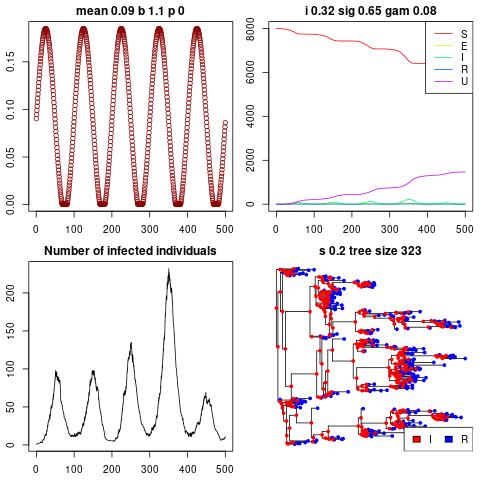 mean 0.09 b 1.1 p 0
0.15
0.10
0.05
0.00
0 100 200 300 400 500
i 0.32 sig 0.65 gam 0.08
8000
6000
4000
2000
0
0 100 200 300 400 500
S
E
I
R
U
Number of infected individuals
200
150
100
50
0
0 100 200 300 400 500
s 0.2 tree size 323
I R